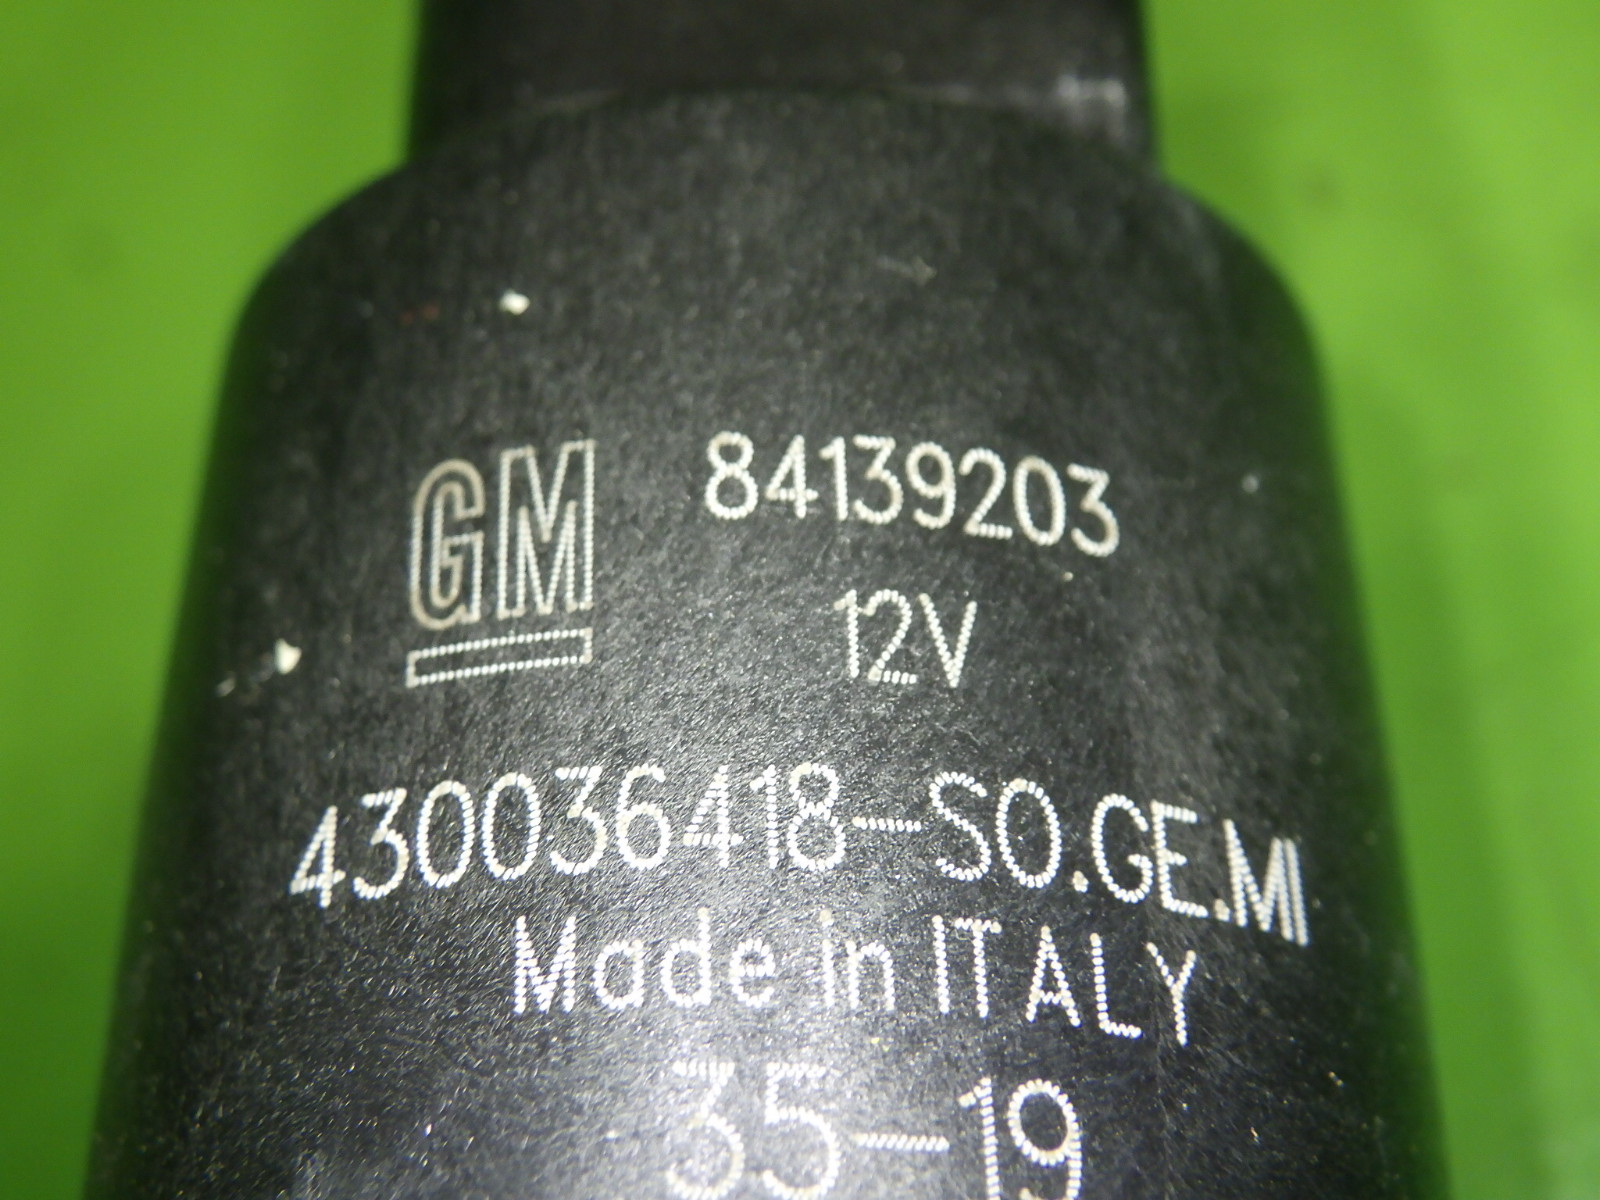 GM 84139203
12V
430036418-SO.GE.MI
Made in ITALY
35-19